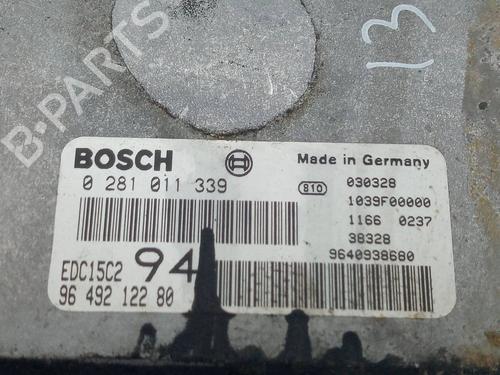 B-PARTS
13
BOSCH
Made in Germany
0 281 011 339
810
030328
1039F00000
1166 0237
38328
9640938680
EDC15C2 94
96 492 122 80